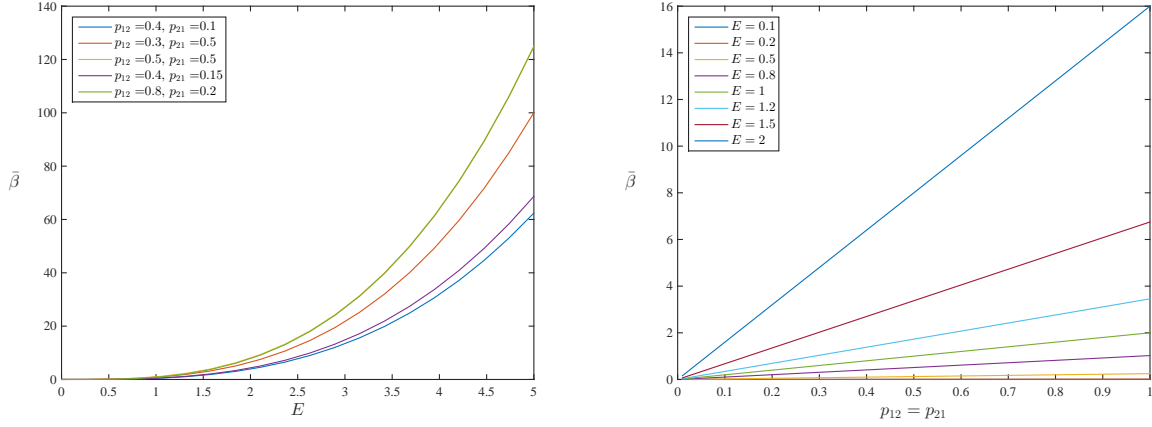 140
120
100
80
60
40
20
0
β̄
p12 =0.4, p21 =0.1
p12 =0.3, p21 =0.5
p12 =0.5, p21 =0.5
p12 =0.4, p21 =0.15
p12 =0.8, p21 =0.2
0 0.5 1 1.5 2 2.5 3 3.5 4 4.5 5
E
16
14
12
10
8
6
4
2
0
β̄
E = 0.1
E = 0.2
E = 0.5
E = 0.8
E = 1
E = 1.2
E = 1.5
E = 2
0 0.1 0.2 0.3 0.4 0.5 0.6 0.7 0.8 0.9 1
p12 = p21